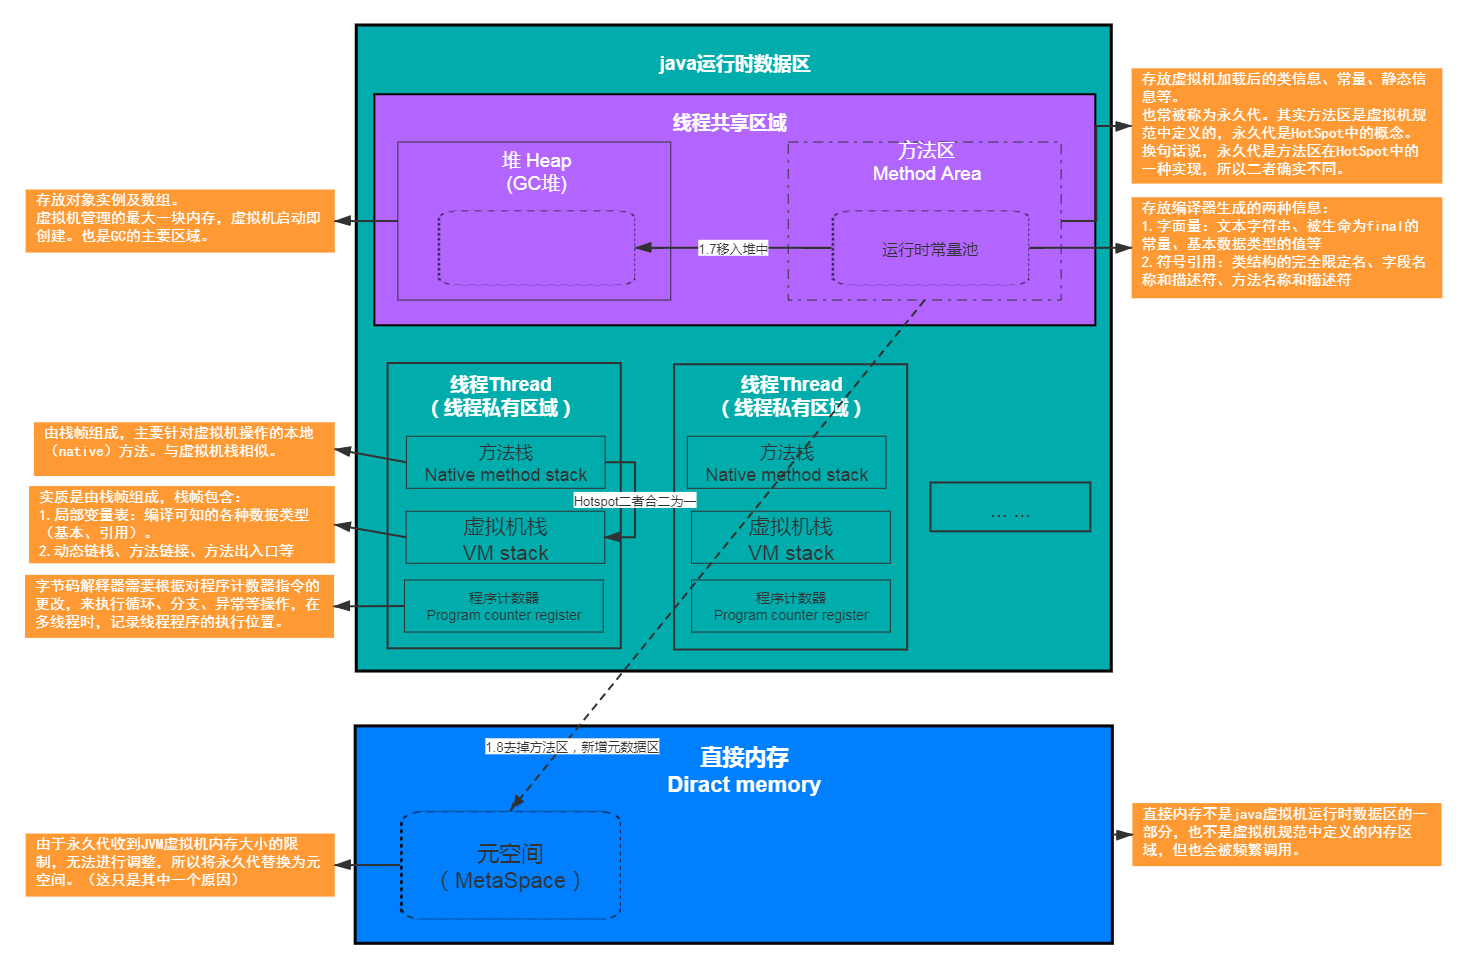 java运行时数据区
线程共享区域
堆 Heap
(GC堆)
方法区
Method Area
运行时常量池
1.7移入堆中
存放对象实例及数组。
虚拟机管理的最大一块内存，虚拟机启动即
创建。也是GC的主要区域。
存放虚拟机加载后的类信息、常量、静态信
息等。
也常被称为永久代。其实方法区是虚拟机规
范中定义的，永久代是HotSpot中的概念。
换句话说，永久代是方法区在HotSpot中的
一种实现，所以二者确实不同。
存放编译器生成的两种信息：
1.字面量：文本字符串、被生命为final的
常量、基本数据类型的值等
2.符号引用：类结构的完全限定名、字段名
称和描述符、方法名称和描述符
线程Thread
（线程私有区域）
方法栈
Native method stack
Hotspot二者合二为一
虚拟机栈
VM stack
程序计数器
Program counter register
线程Thread
（线程私有区域）
方法栈
Native method stack
虚拟机栈
VM stack
程序计数器
Program counter register
... ...
由栈帧组成，主要针对虚拟机操作的本地
（native）方法。与虚拟机栈相似。
实质是由栈帧组成，栈帧包含：
1.局部变量表：编译可知的各种数据类型
（基本、引用）。
2.动态链栈、方法链接、方法出入口等
字节码解释器需要根据对程序计数器指令的
更改，来执行循环、分支、异常等操作，在
多线程时，记录线程程序的执行位置。
1.8去掉方法区，新增元数据区
直接内存
Diract memory
元空间
（MetaSpace）
由于永久代收到JVM虚拟机内存大小的限
制，无法进行调整，所以将永久代替换为元
空间。（这只是其中一个原因）
直接内存不是java虚拟机运行时数据区的一
部分，也不是虚拟机规范中定义的内存区
域，但也会被频繁调用。